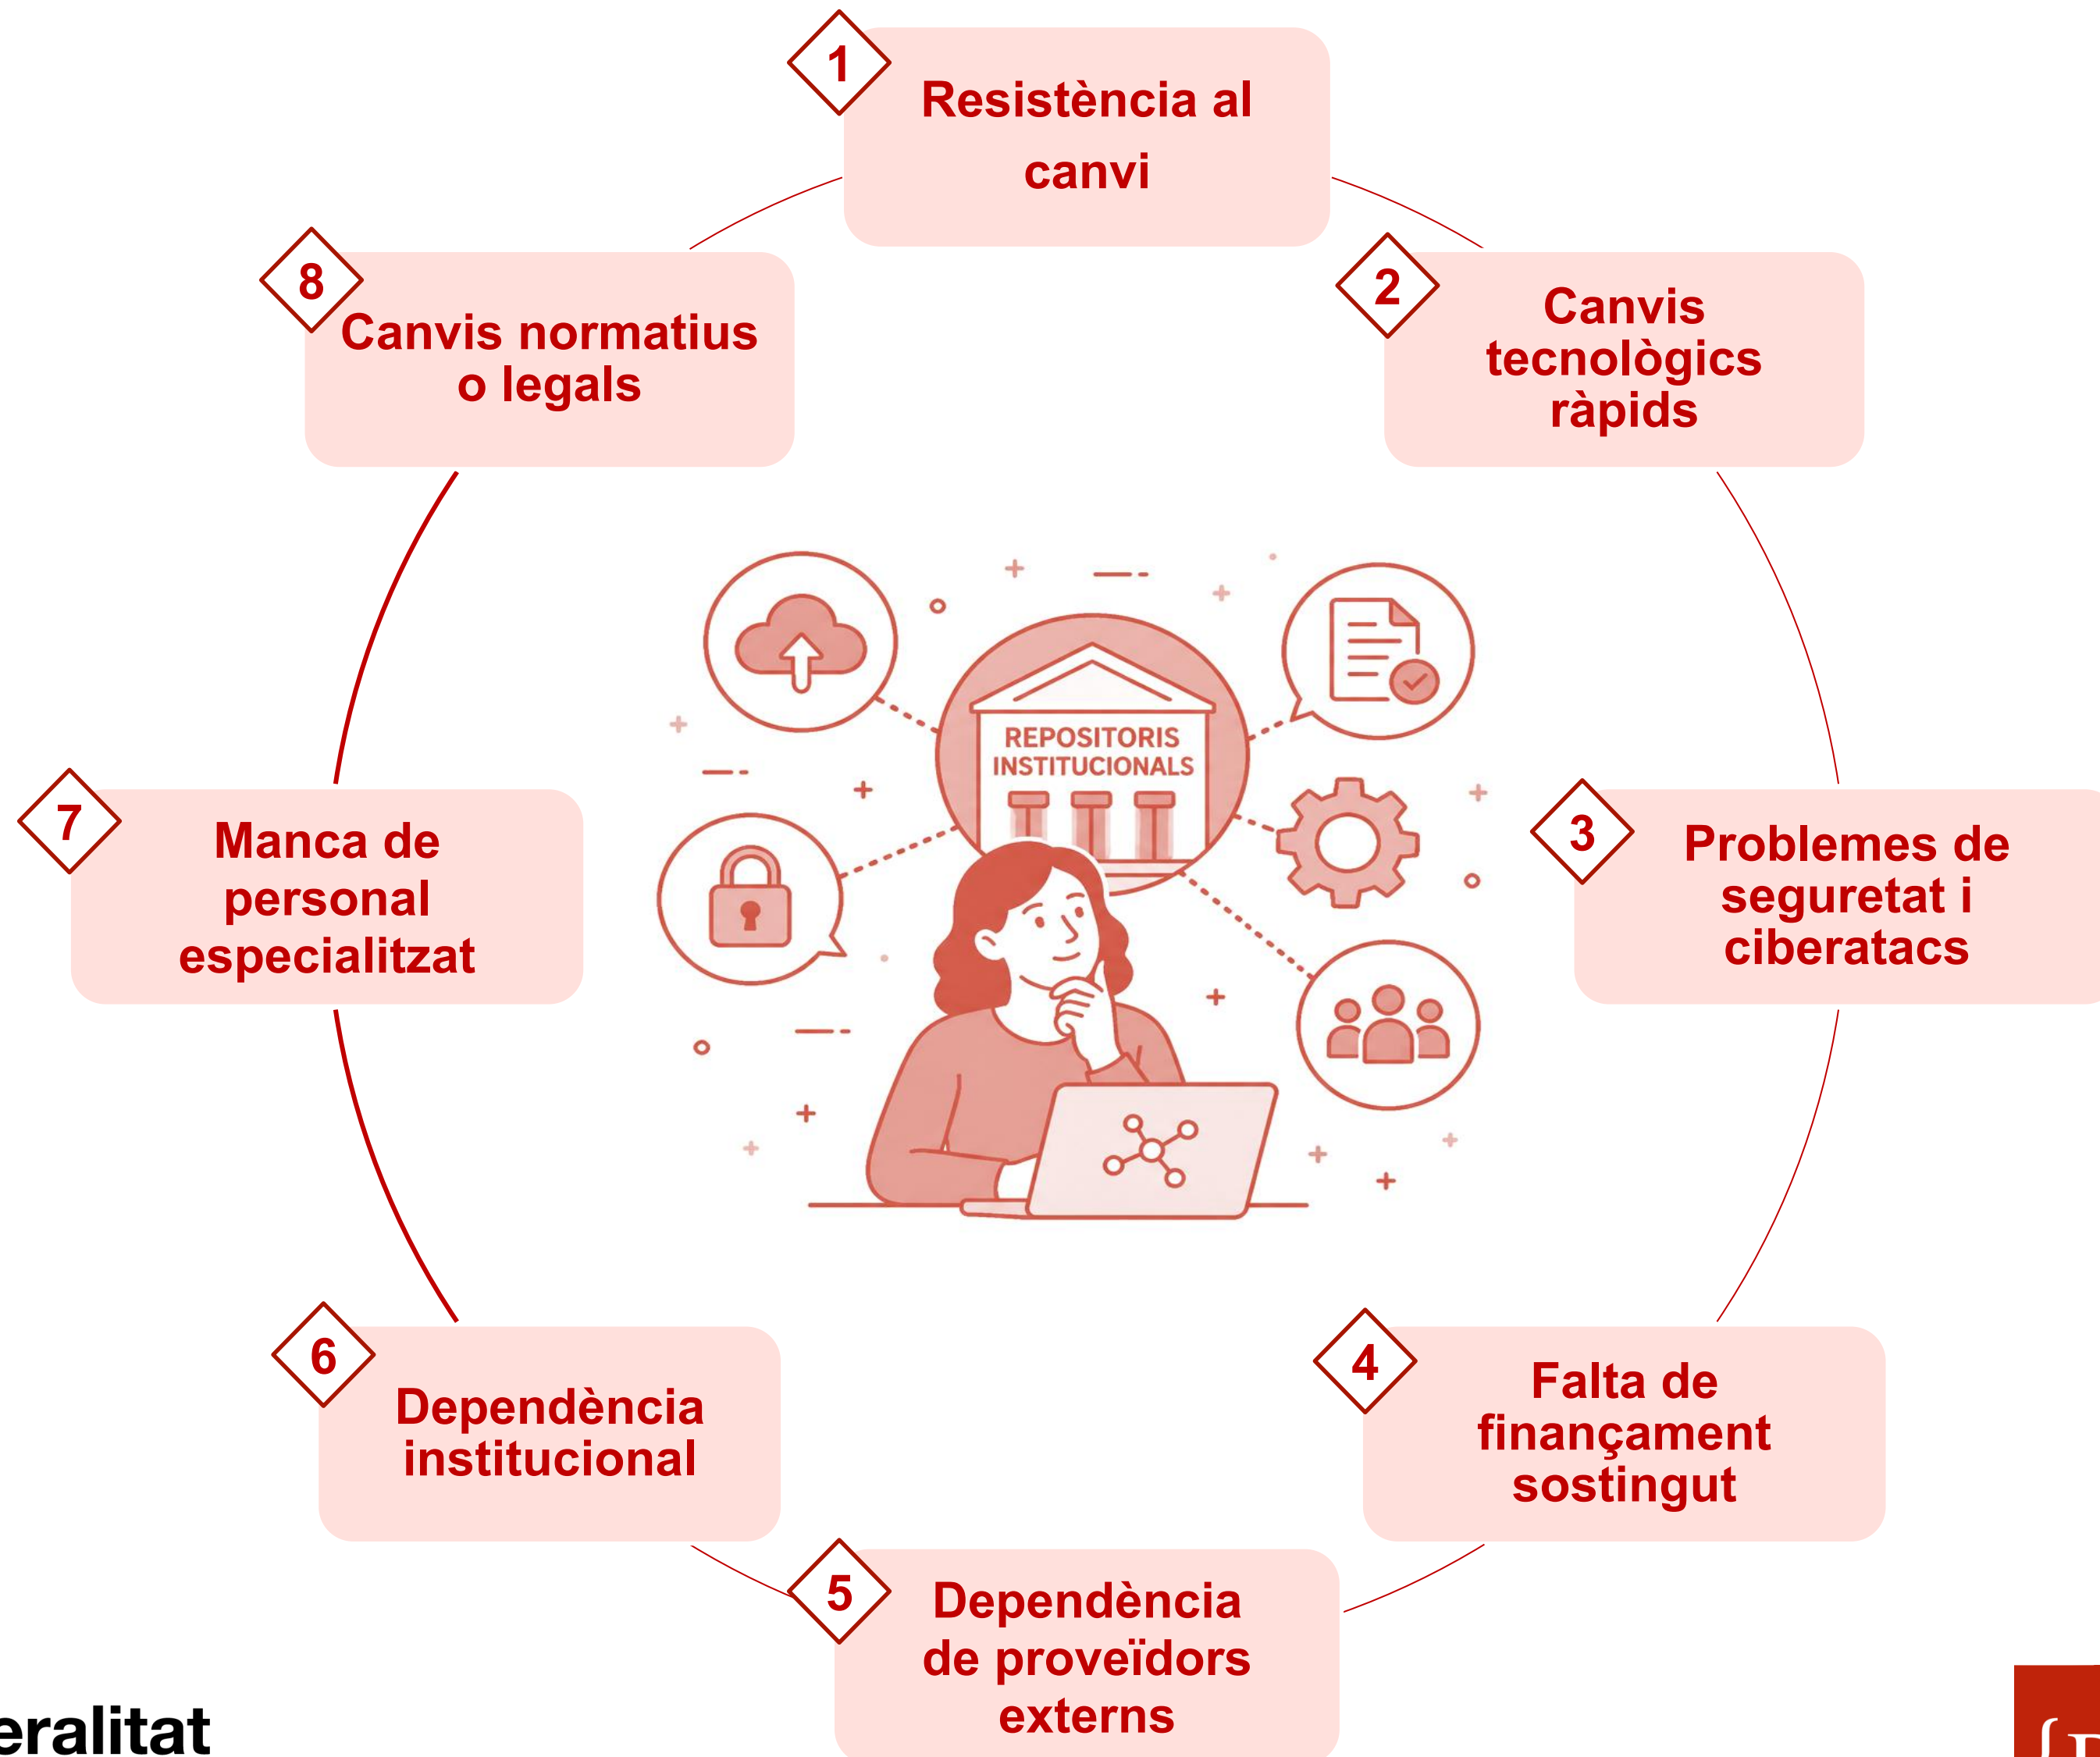 1
Resistència al
canvi
2
Canvis
tecnològics
ràpids
3
Problemes de
seguretat i
ciberatacs
4
Falta de
finançament
sostingut
5
Dependència
de proveïdors
externs
6
Dependència
institucional
7
Manca de
personal
especialitzat
8
Canvis normatius
o legals
REPOSITORIS
INSTITUCIONALS
eralitat